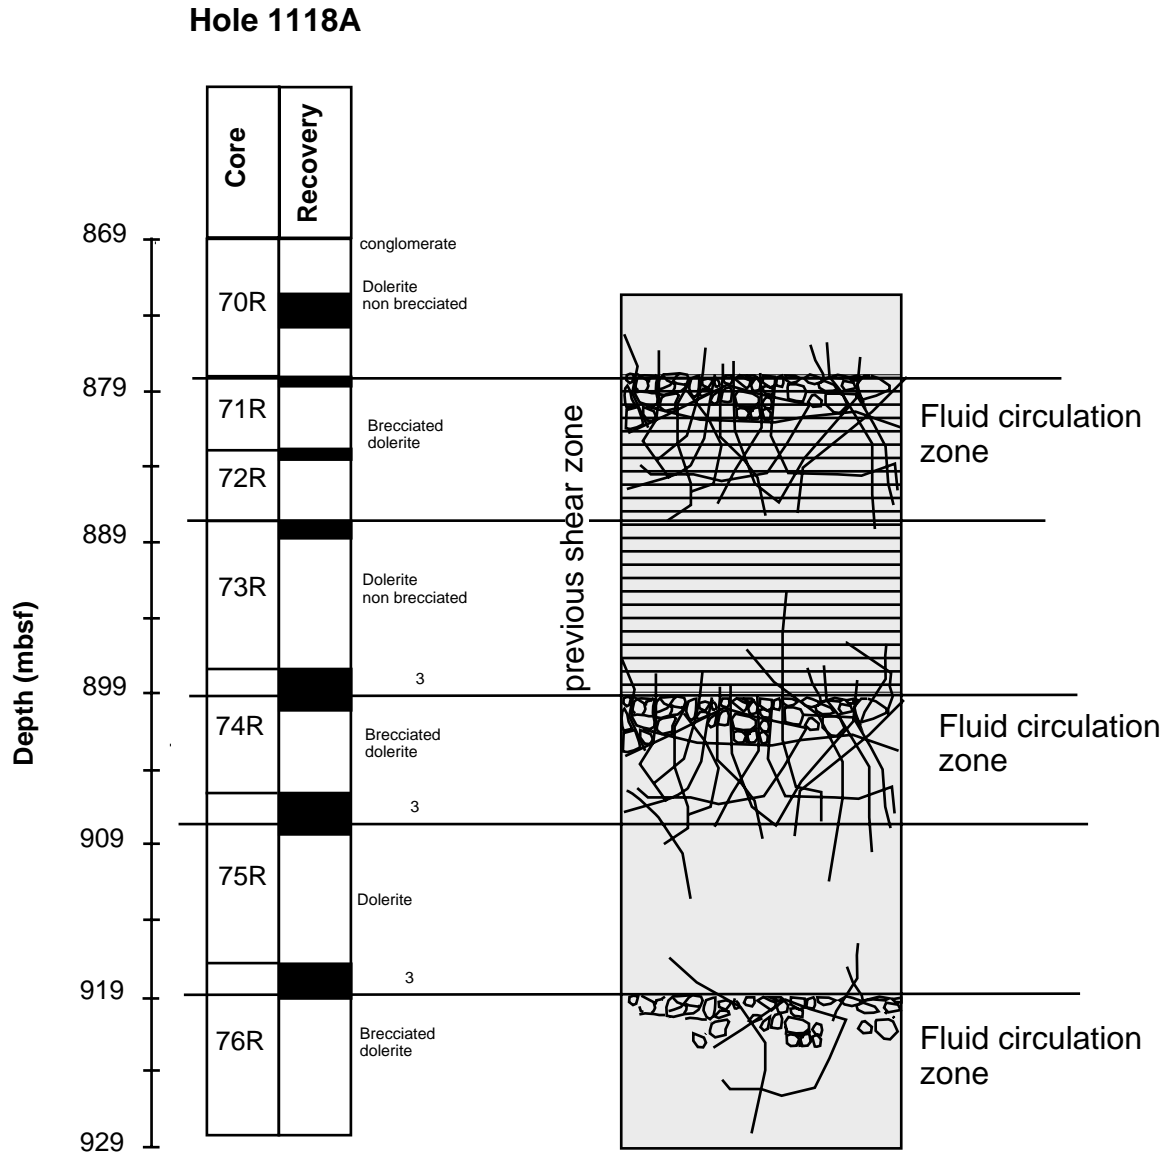 Hole 1118A
Core
Recovery
869
conglomerate
70R
Dolerite
non brecciated
879
71R
Brecciated
dolerite
Fluid circulation
zone
72R
previous shear zone
889
73R
Dolerite
non brecciated
Depth (mbsf)
899
3
74R
Brecciated
dolerite
Fluid circulation
zone
3
909
75R
Dolerite
3
919
76R
Brecciated
dolerite
Fluid circulation
zone
929